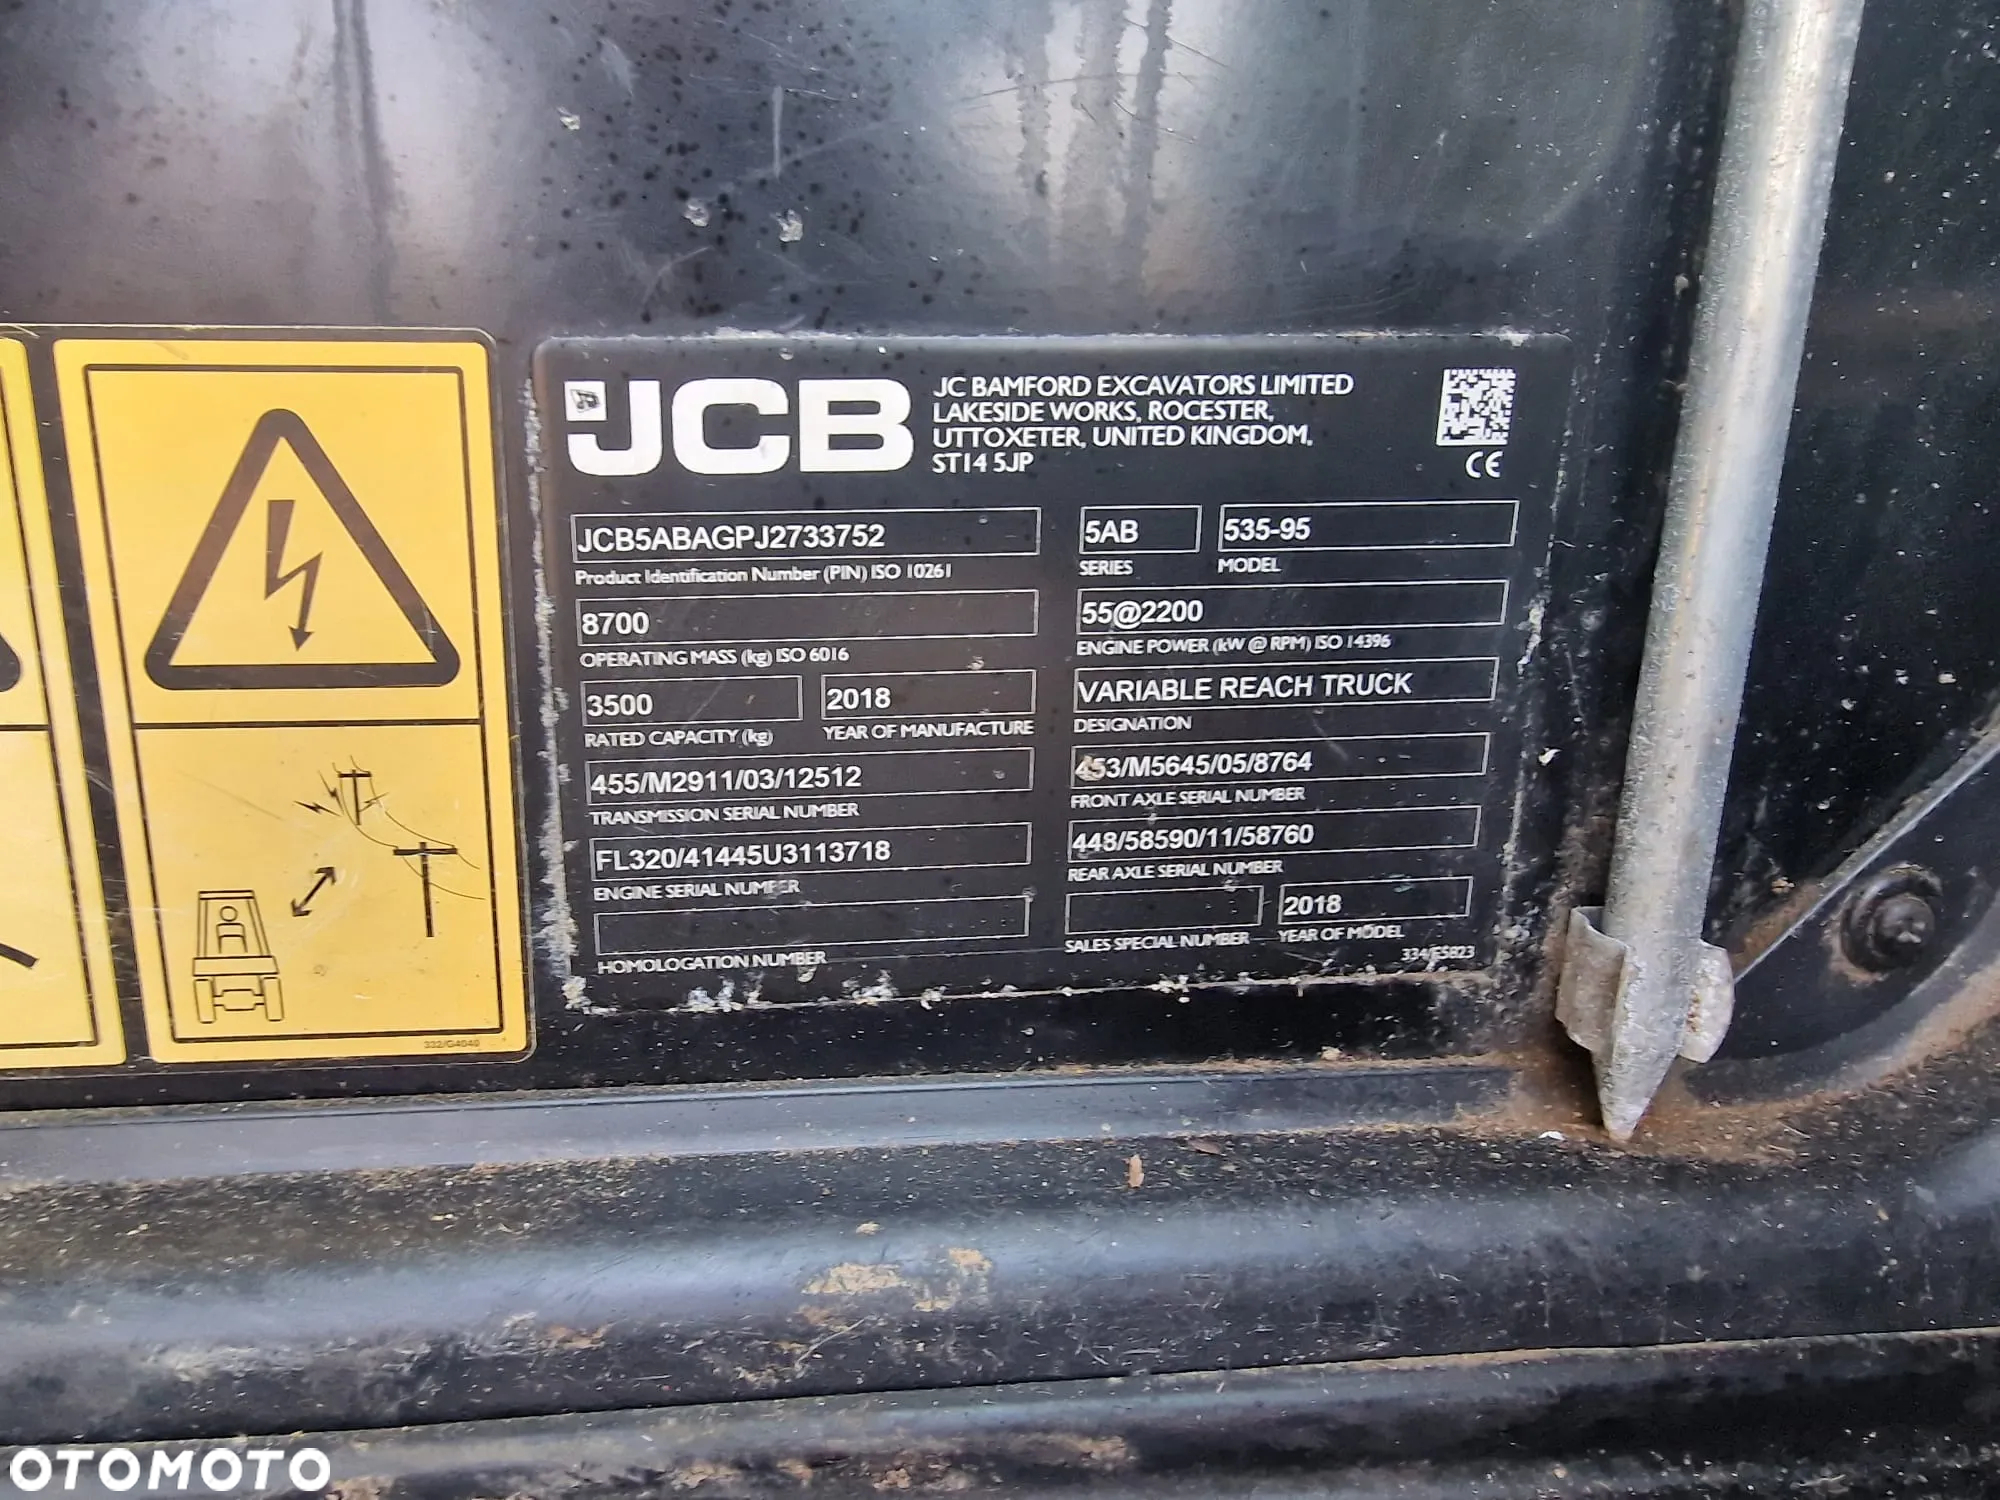 JCB
JC BAMFORD EXCAVATORS LIMITED
LAKESIDE WORKS, ROCESTER,
UTTOXETER, UNITED KINGDOM,
ST14 5JP
CE
JCB5ABAGPJ2733752
Product Identification Number (PIN) ISO 10261
5AB
SERIES
535-95
MODEL
8700
OPERATING MASS (kg) ISO 6016
55@2200
ENGINE POWER (kW @ RPM) ISO 14396
3500
RATED CAPACITY (kg)
2018
YEAR OF MANUFACTURE
VARIABLE REACH TRUCK
DESIGNATION
455/M2911/03/12512
TRANSMISSION SERIAL NUMBER
453/M5645/05/8764
FRONT AXLE SERIAL NUMBER
FL320/41445U3113718
ENGINE SERIAL NUMBER
448/58590/11/58760
REAR AXLE SERIAL NUMBER
HOMOLOGATION NUMBER
SALES SPECIAL NUMBER
2018
YEAR OF MODEL
332/G4040
OTOMOTO